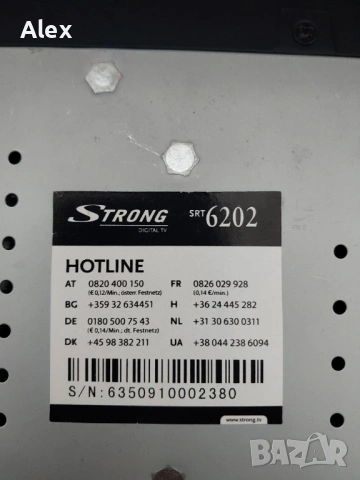 Alex
STRONG SRT 6202
DIGITAL TV
HOTLINE
AT 0820 400 150 FR 0826 029 928
(€ 0,12/Min.; österr. Festnetz) (0,14 €/Min.)
BG +359 32 634451 H +36 24 445 282
DE 0180 500 75 43 NL +31 30 630 0311
(€ 0,14/Min.; dt. Festnetz)
DK +45 98 382 211 UA +38 044 238 6094
S/N: 6350910002380
www.strong.tv
BAZAR